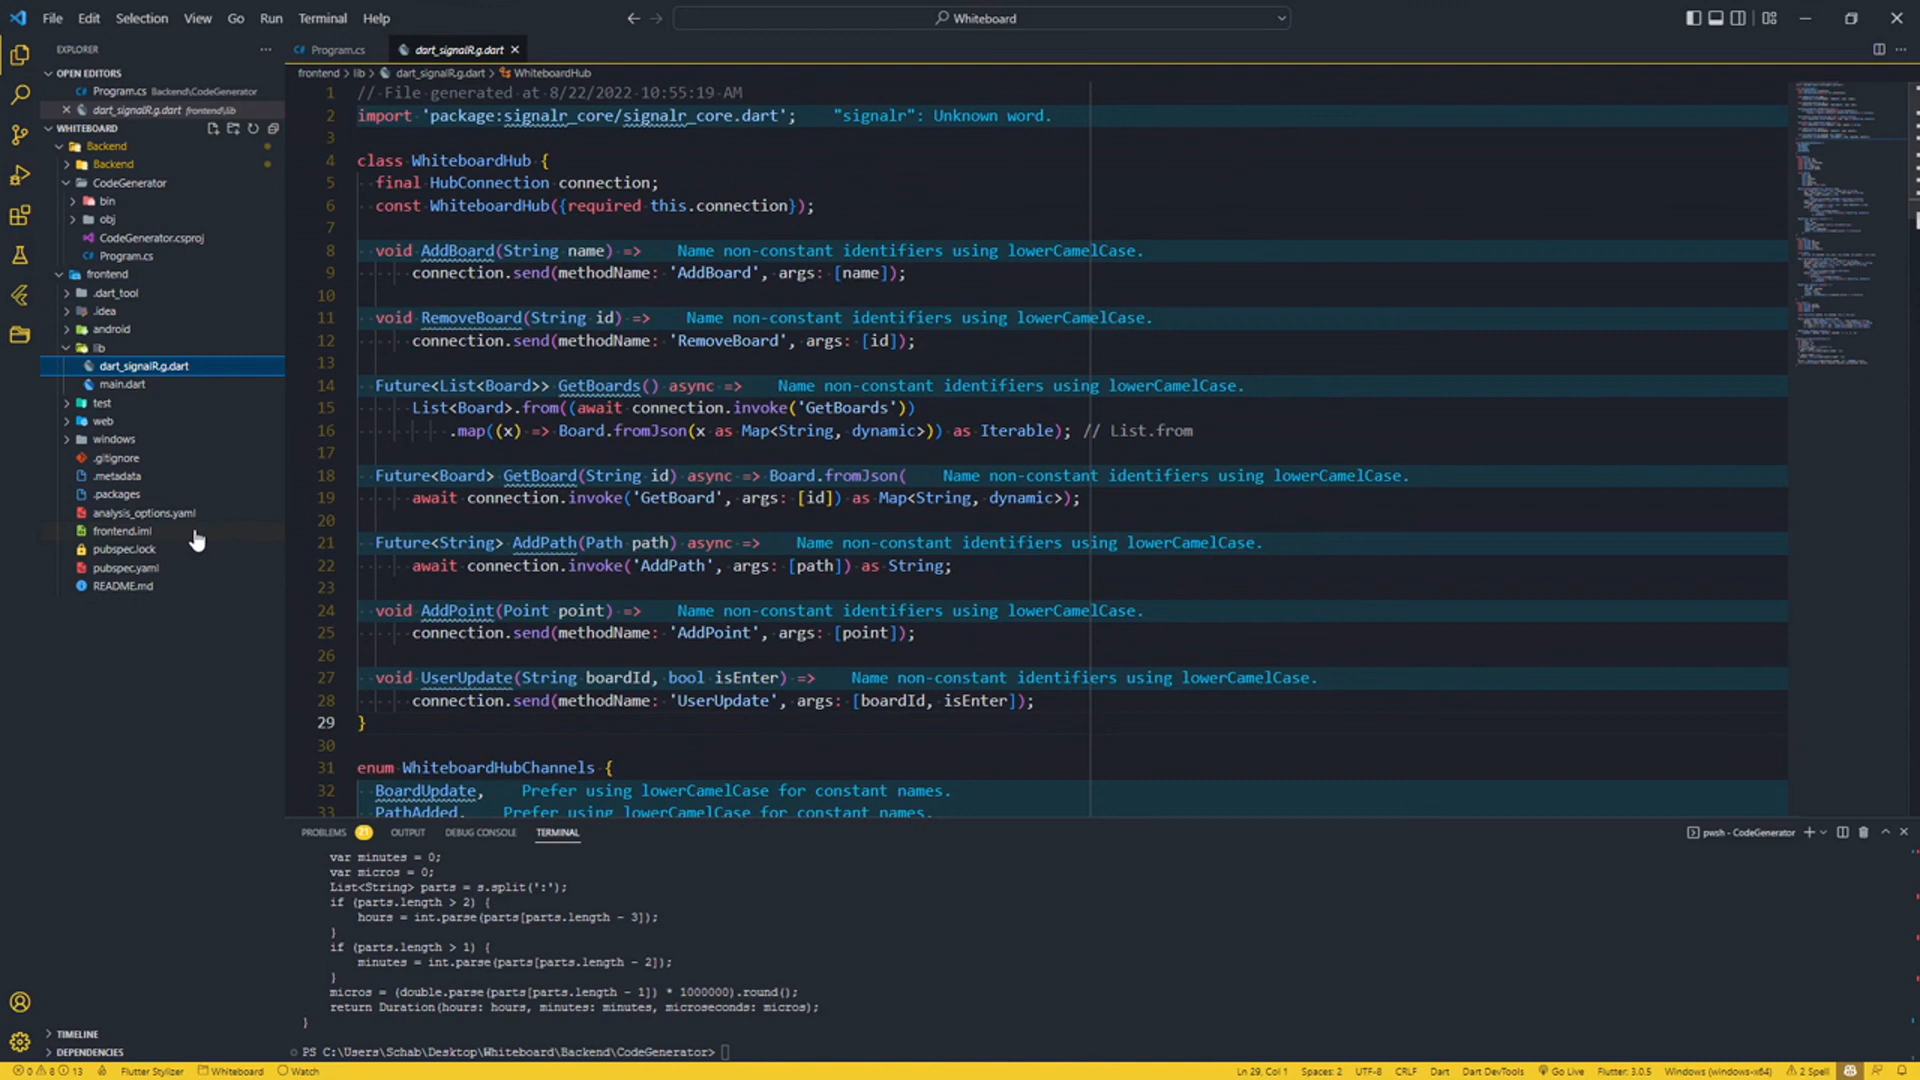 File Edit Selection View Go Run Terminal Help
Whiteboard
EXPLORER
OPEN EDITORS
Program.cs Backend\CodeGenerator
dart_signalR.g.dart frontend\lib
WHITEBOARD
Backend
Backend
CodeGenerator
bin
obj
CodeGenerator.csproj
Program.cs
frontend
.dart_tool
.idea
android
lib
dart_signalR.g.dart
main.dart
test
web
windows
.gitignore
.metadata
.packages
analysis_options.yaml
frontend.iml
pubspec.lock
pubspec.yaml
README.md
TIMELINE
DEPENDENCIES
Program.cs
dart_signalR.g.dart
frontend > lib > dart_signalR.g.dart > WhiteboardHub
1 // File generated at 8/22/2022 10:55:19 AM
2 import 'package:signalr_core/signalr_core.dart'; "signalr": Unknown word.
3
4 class WhiteboardHub {
5 final HubConnection connection;
6 const WhiteboardHub({required this.connection});
7
8 void AddBoard(String name) => Name non-constant identifiers using lowerCamelCase.
9 connection.send(methodName: 'AddBoard', args: [name]);
10
11 void RemoveBoard(String id) => Name non-constant identifiers using lowerCamelCase.
12 connection.send(methodName: 'RemoveBoard', args: [id]);
13
14 Future<List<Board>> GetBoards() async => Name non-constant identifiers using lowerCamelCase.
15 List<Board>.from((await connection.invoke('GetBoards'))
16 .map((x) => Board.fromJson(x as Map<String, dynamic>)) as Iterable); // List.from
17
18 Future<Board> GetBoard(String id) async => Board.fromJson( Name non-constant identifiers using lowerCamelCase.
19 await connection.invoke('GetBoard', args: [id]) as Map<String, dynamic>);
20
21 Future<String> AddPath(Path path) async => Name non-constant identifiers using lowerCamelCase.
22 await connection.invoke('AddPath', args: [path]) as String;
23
24 void AddPoint(Point point) => Name non-constant identifiers using lowerCamelCase.
25 connection.send(methodName: 'AddPoint', args: [point]);
26
27 void UserUpdate(String boardId, bool isEnter) => Name non-constant identifiers using lowerCamelCase.
28 connection.send(methodName: 'UserUpdate', args: [boardId, isEnter]);
29 }
30
31 enum WhiteboardHubChannels {
32 BoardUpdate, Prefer using lowerCamelCase for constant names.
33 PathAdded, Prefer using lowerCamelCase for constant names.
PROBLEMS 21 OUTPUT DEBUG CONSOLE TERMINAL
pwsh - CodeGenerator
var minutes = 0;
var micros = 0;
List<String> parts = s.split(':');
if (parts.length > 2) {
hours = int.parse(parts[parts.length - 3]);
}
if (parts.length > 1) {
minutes = int.parse(parts[parts.length - 2]);
}
micros = (double.parse(parts[parts.length - 1]) * 1000000).round();
return Duration(hours: hours, minutes: minutes, microseconds: micros);
}
PS C:\Users\Schab\Desktop\Whiteboard\Backend\CodeGenerator>
0 8 13 Flutter Stylizer Whiteboard Watch Ln 29, Col 1 Spaces: 2 UTF-8 CRLF Dart Dart DevTools Go Live Flutter: 3.0.5 Windows (windows-x64) 2 Spell